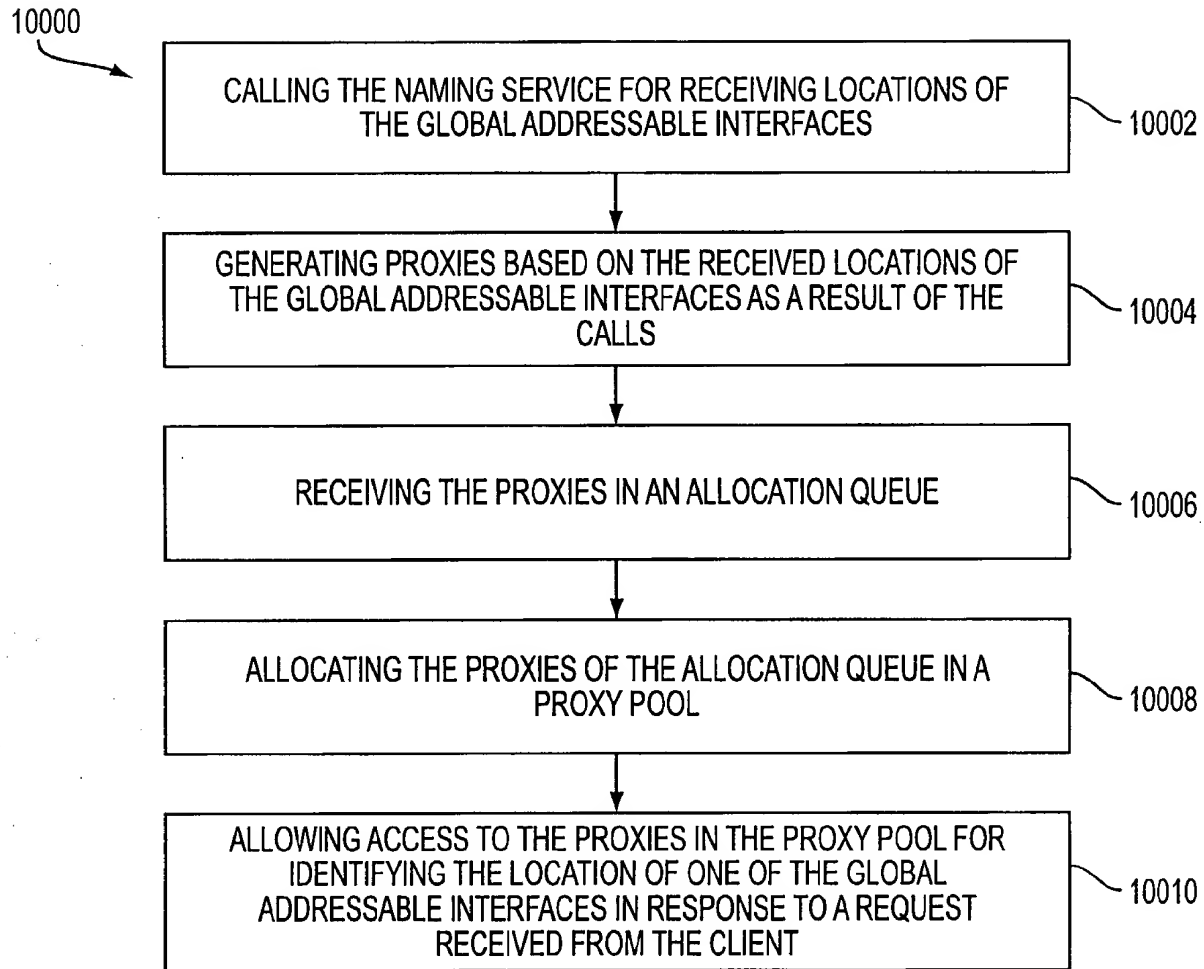 10000
CALLING THE NAMING SERVICE FOR RECEIVING LOCATIONS OF
THE GLOBAL ADDRESSABLE INTERFACES
10002
GENERATING PROXIES BASED ON THE RECEIVED LOCATIONS OF
THE GLOBAL ADDRESSABLE INTERFACES AS A RESULT OF THE
CALLS
10004
RECEIVING THE PROXIES IN AN ALLOCATION QUEUE
10006
ALLOCATING THE PROXIES OF THE ALLOCATION QUEUE IN A
PROXY POOL
10008
ALLOWING ACCESS TO THE PROXIES IN THE PROXY POOL FOR
IDENTIFYING THE LOCATION OF ONE OF THE GLOBAL
ADDRESSABLE INTERFACES IN RESPONSE TO A REQUEST
RECEIVED FROM THE CLIENT
10010